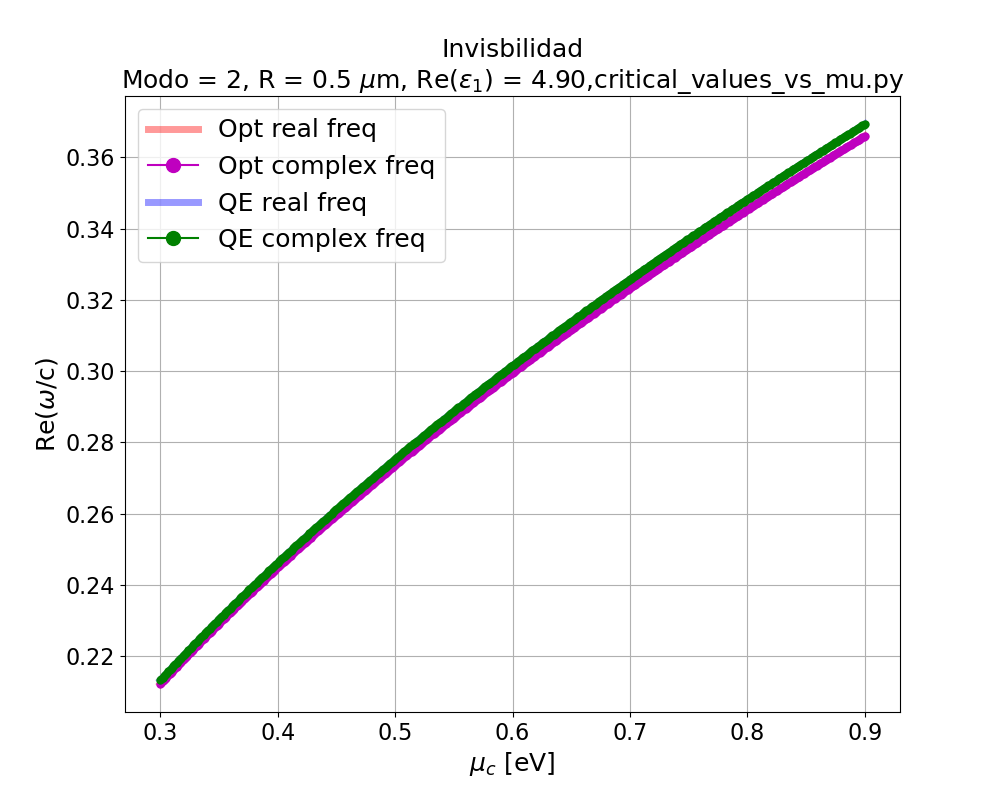 Invisbilidad
Modo = 2, R = 0.5 μm, Re(ε₁) = 4.90,critical_values_vs_mu.py
Opt real freq
Opt complex freq
QE real freq
QE complex freq
0.36
0.34
0.32
0.30
0.28
0.26
0.24
0.22
Re(ω/c)
0.3 0.4 0.5 0.6 0.7 0.8 0.9
μ_c [eV]